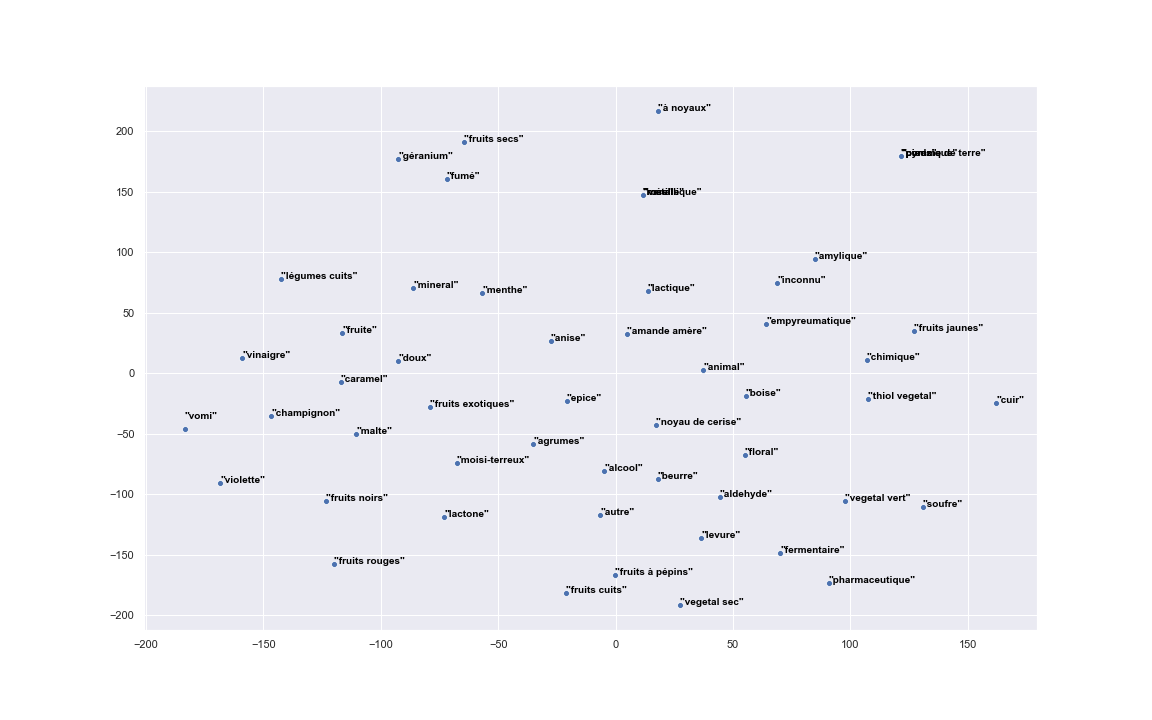 "à noyaux"
"fruits secs"
"géranium"
"fumé"
"amylique"
"légumes cuits"
"mineral"
"menthe"
"lactique"
"inconnu"
"fruite"
"anise"
"amande amère"
"empyreumatique"
"fruits jaunes"
"vinaigre"
"doux"
"animal"
"chimique"
"caramel"
"fruits exotiques"
"epice"
"boise"
"thiol vegetal"
"cuir"
"vomi"
"champignon"
"malte"
"noyau de cerise"
"agrumes"
"moisi-terreux"
"alcool"
"beurre"
"floral"
"violette"
"fruits noirs"
"lactone"
"autre"
"aldehyde"
"vegetal vert"
"soufre"
"levure"
"fermentaire"
"fruits rouges"
"fruits à pépins"
"fruits cuits"
"vegetal sec"
"pharmaceutique"
200
150
100
50
0
−50
−100
−150
−200
−200 −150 −100 −50 0 50 100 150